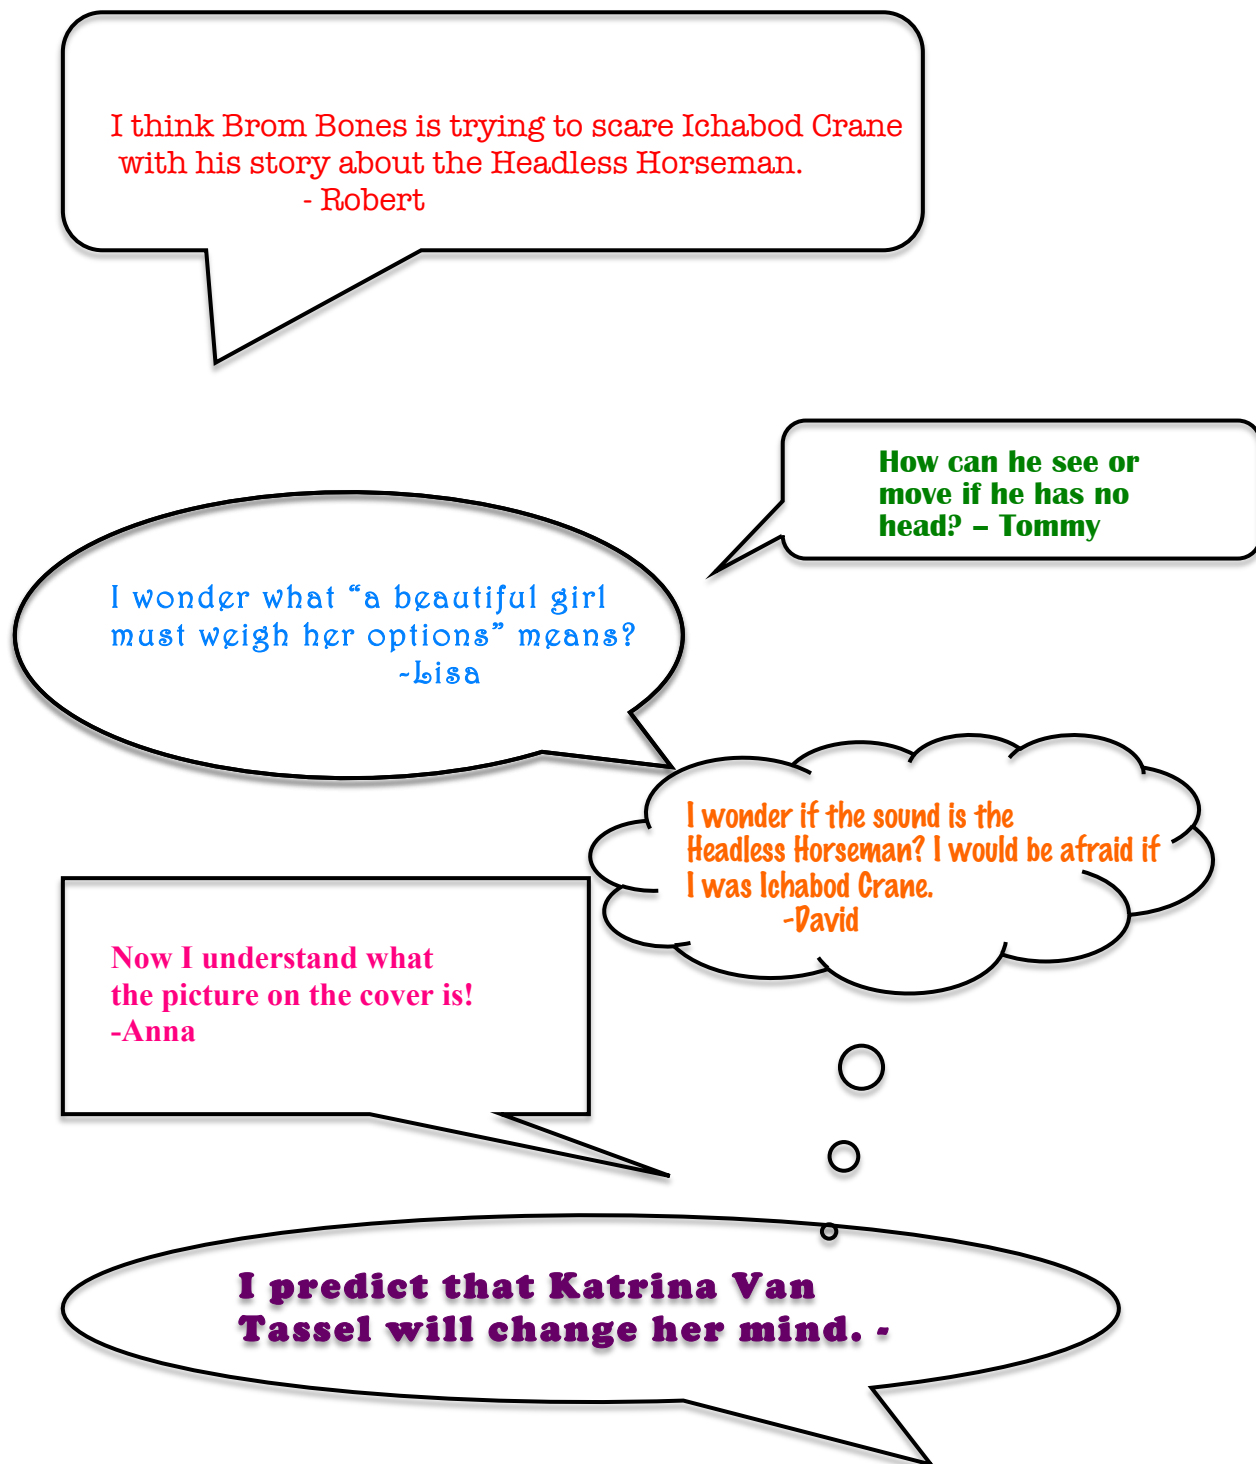 I think Brom Bones is trying to scare Ichabod Crane
with his story about the Headless Horseman.
- Robert
How can he see or
move if he has no
head? – Tommy
I wonder what “a beautiful girl
must weigh her options” means?
-Lisa
I wonder if the sound is the
Headless Horseman? I would be afraid if
I was Ichabod Crane.
-David
Now I understand what
the picture on the cover is!
-Anna
I predict that Katrina Van
Tassel will change her mind. -